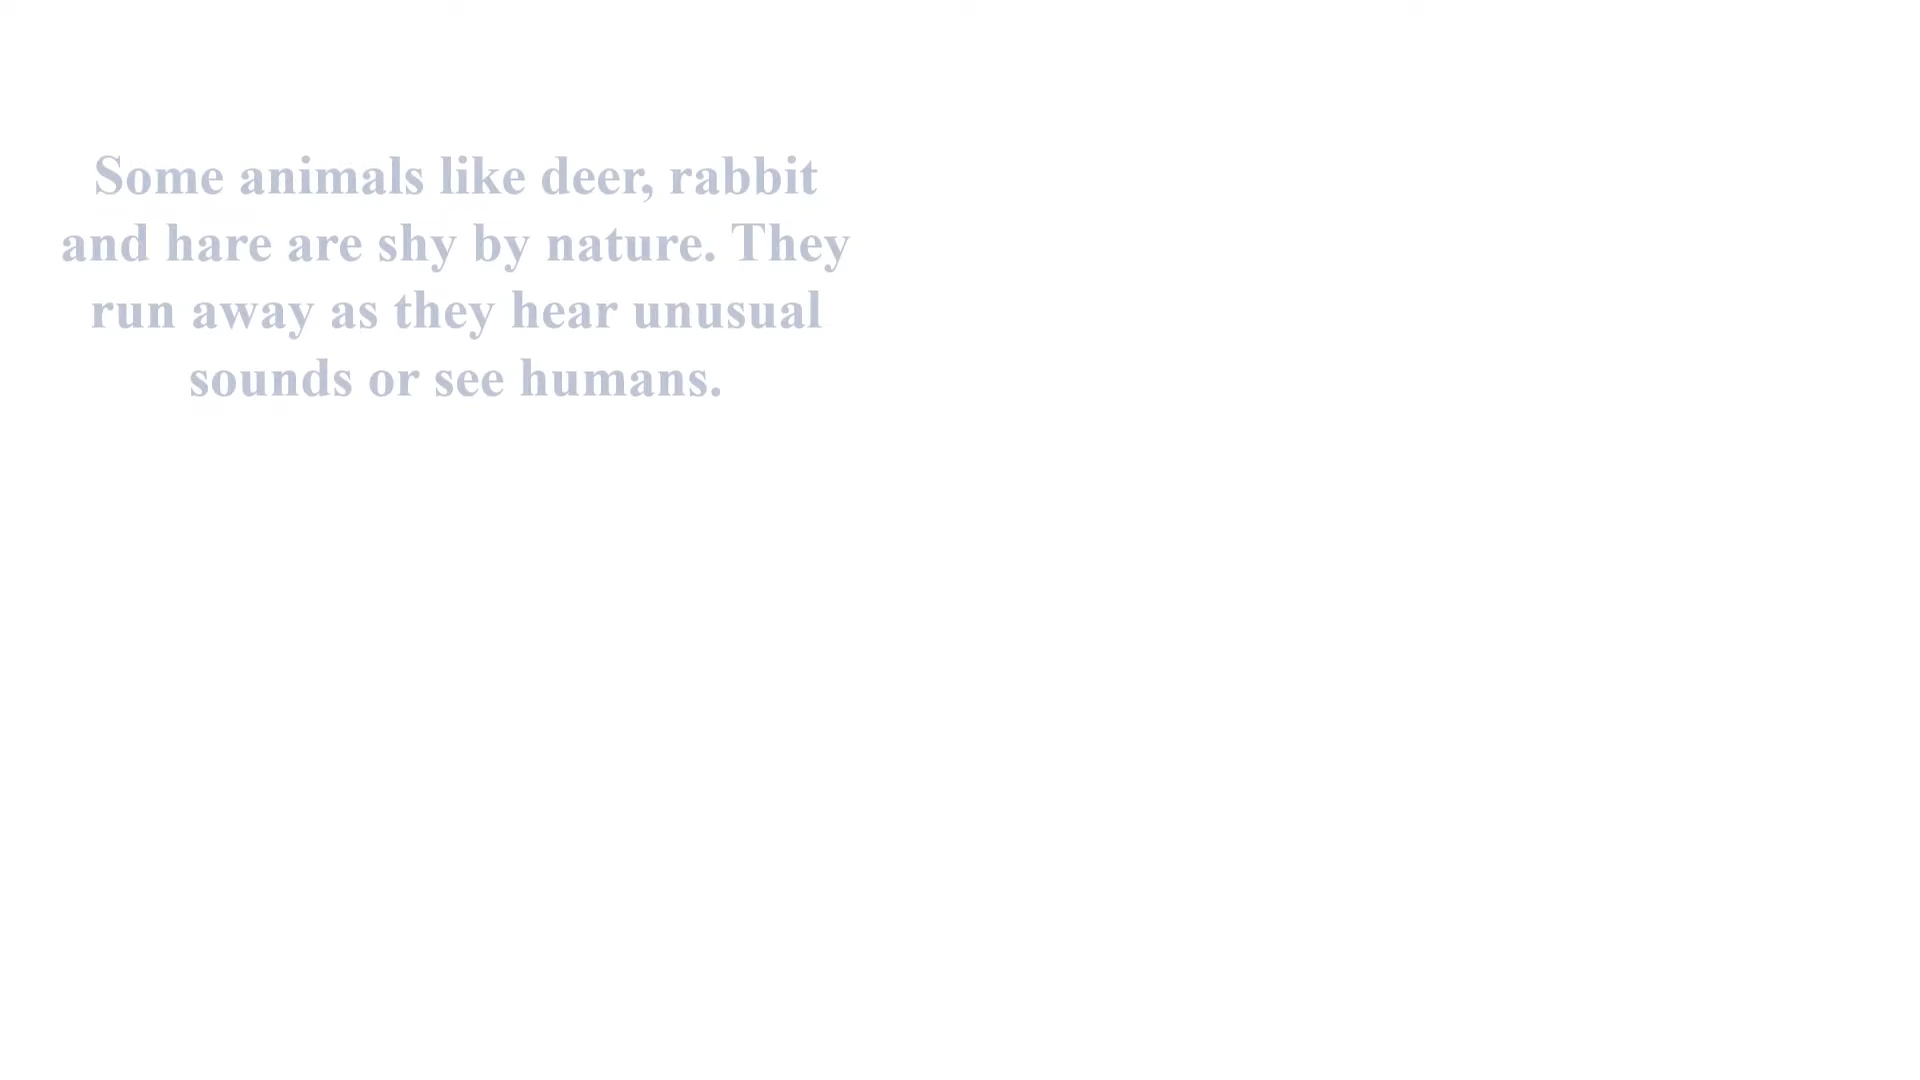 Some animals like deer, rabbit
and hare are shy by nature. They
run away as they hear unusual
sounds or see humans.